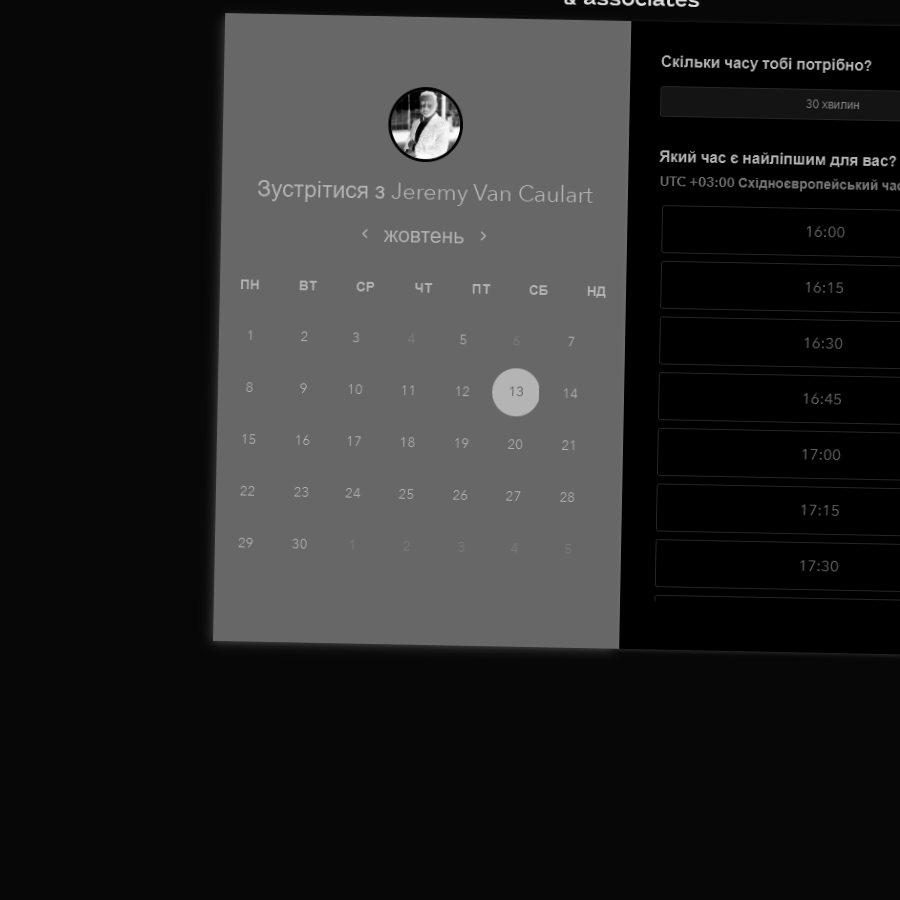 & associates
Зустрітися з Jeremy Van Caulart
‹ жовтень ›
ПН ВТ СР ЧТ ПТ СБ НД
1 2 3 4 5 6 7
8 9 10 11 12 13 14
15 16 17 18 19 20 21
22 23 24 25 26 27 28
29 30 1 2 3 4 5
Скільки часу тобі потрібно?
30 хвилин
Який час є найліпшим для вас?
UTC +03:00 Східноєвропейський час
16:00
16:15
16:30
16:45
17:00
17:15
17:30